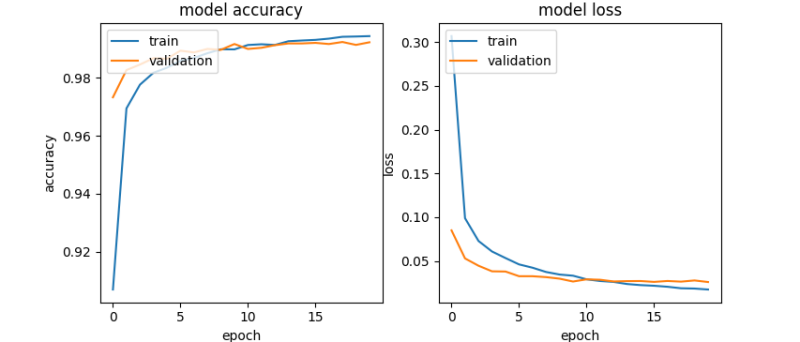 model accuracy
train
validation
0.98
0.96
0.94
0.92
accuracy
0
5
10
15
epoch
model loss
train
validation
0.30
0.25
0.20
0.15
0.10
0.05
loss
0
5
10
15
epoch